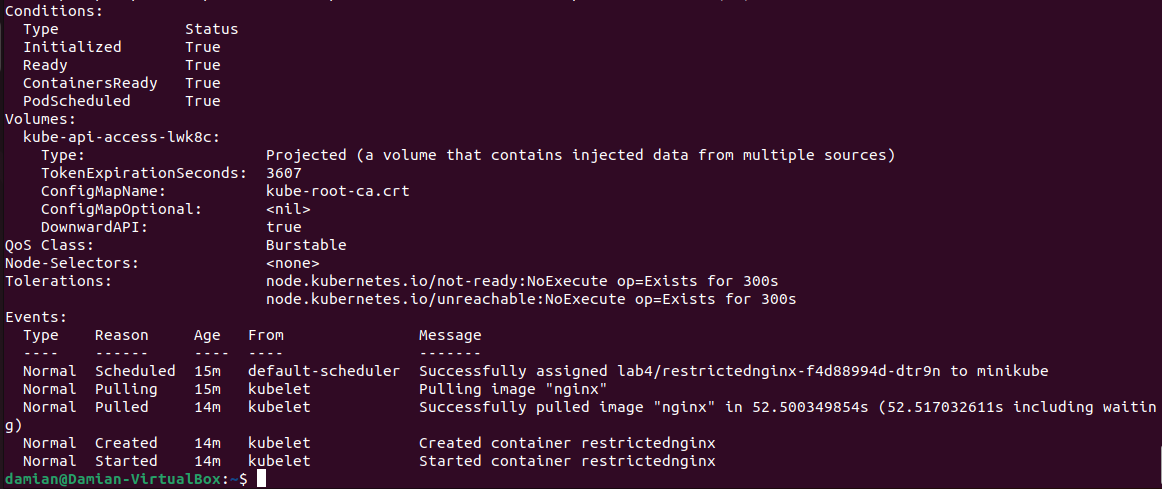 Conditions:
  Type              Status
  Initialized       True
  Ready             True
  ContainersReady   True
  PodScheduled      True
Volumes:
  kube-api-access-lwk8c:
    Type:                    Projected (a volume that contains injected data from multiple sources)
    TokenExpirationSeconds:  3607
    ConfigMapName:           kube-root-ca.crt
    ConfigMapOptional:       <nil>
    DownwardAPI:             true
QoS Class:                   Burstable
Node-Selectors:              <none>
Tolerations:                 node.kubernetes.io/not-ready:NoExecute op=Exists for 300s
                             node.kubernetes.io/unreachable:NoExecute op=Exists for 300s
Events:
  Type    Reason     Age   From               Message
  ----    ------     ----  ----               -------
  Normal  Scheduled  15m   default-scheduler  Successfully assigned lab4/restrictednginx-f4d88994d-dtr9n to minikube
  Normal  Pulling    15m   kubelet            Pulling image "nginx"
  Normal  Pulled     14m   kubelet            Successfully pulled image "nginx" in 52.500349854s (52.517032611s including waitin
g)
  Normal  Created    14m   kubelet            Created container restrictednginx
  Normal  Started    14m   kubelet            Started container restrictednginx
damian@Damian-VirtualBox:~$